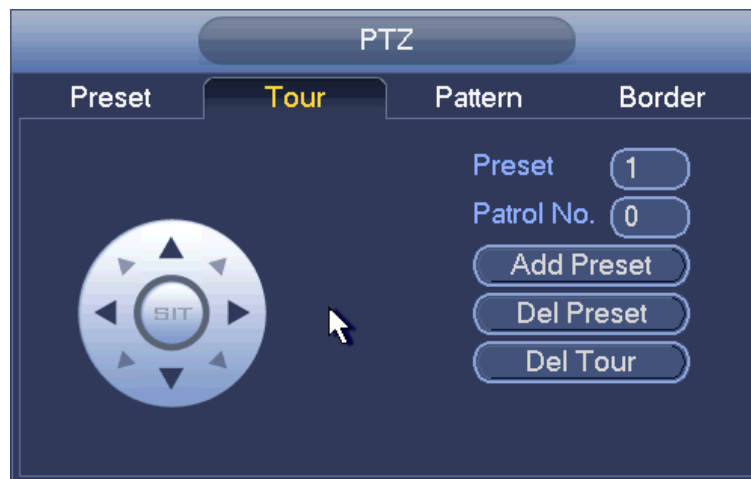 PTZ
Preset Tour Pattern Border
Preset 1
Patrol No. 0
Add Preset
SIT
Del Preset
Del Tour